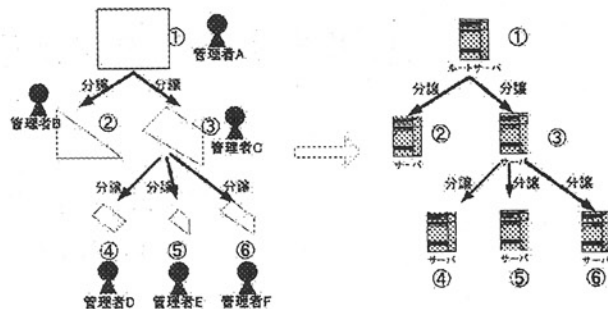 ①
管理者A
分譲 分譲
管理者B
②
③
管理者C
分譲 分譲 分譲
④ ⑤ ⑥
管理者D 管理者E 管理者F
①
ルートサーバ
分譲 分譲
②
サーバ
③
サーバ
分譲 分譲 分譲
サーバ サーバ サーバ
④ ⑤ ⑥